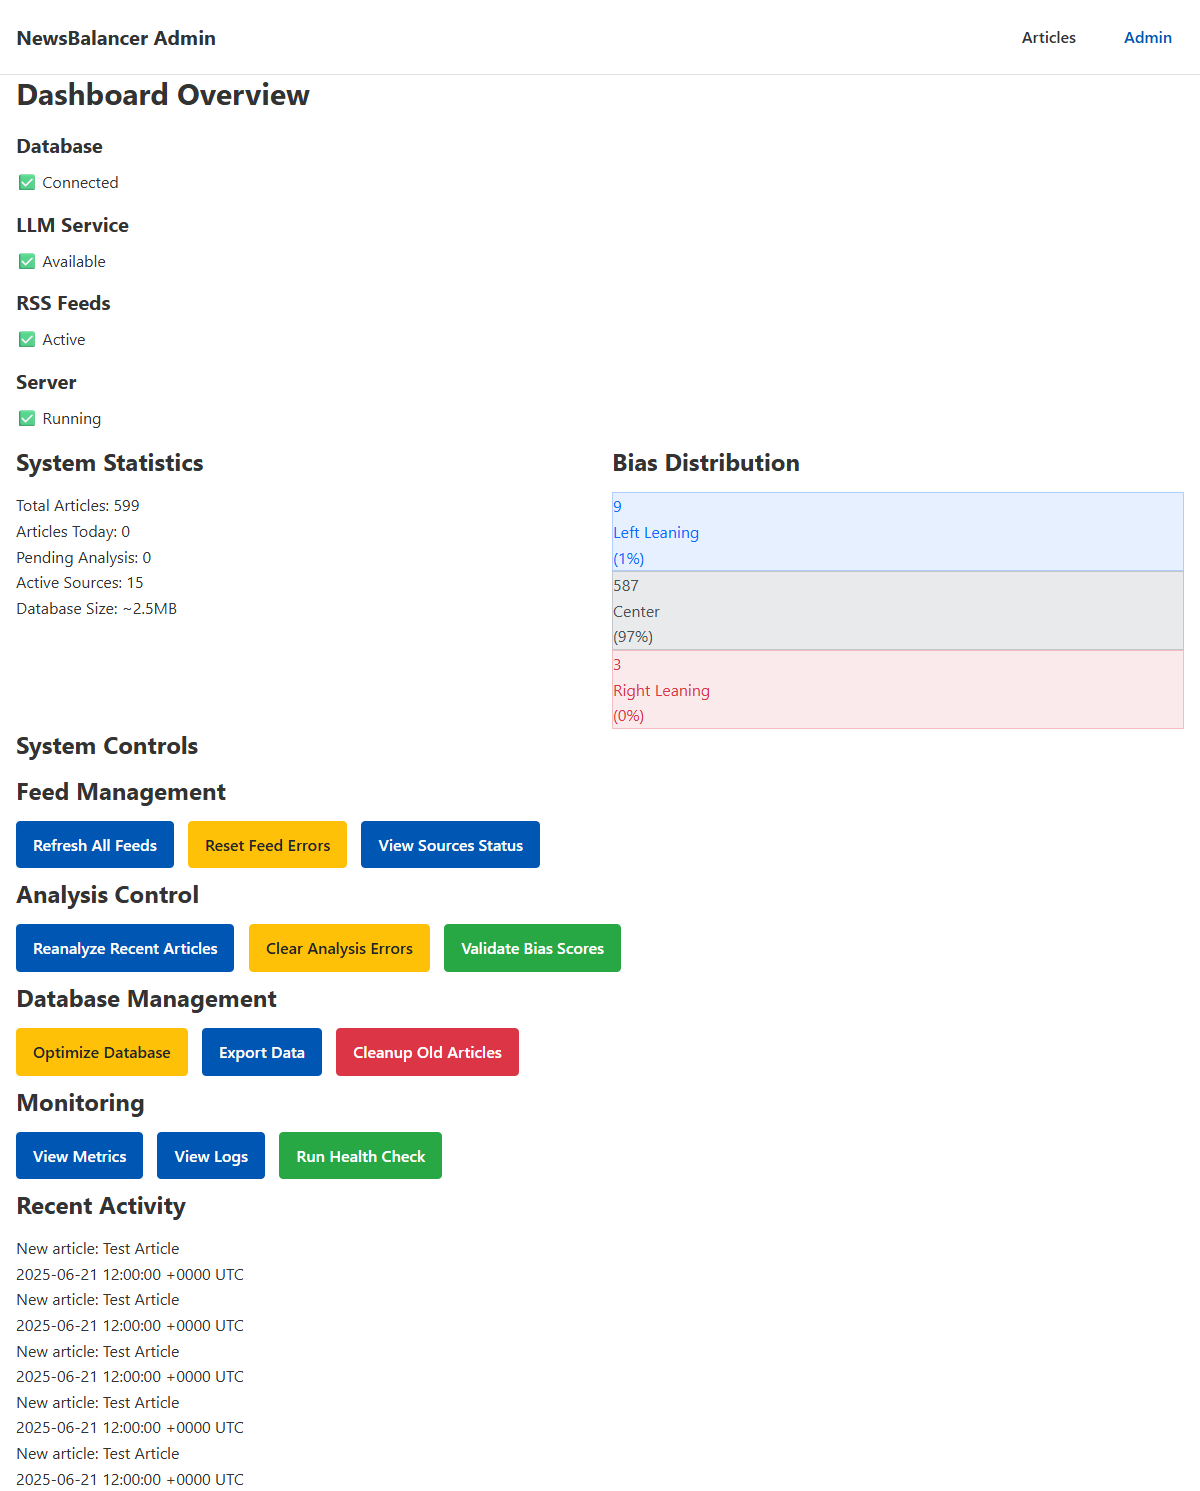 NewsBalancer Admin
Articles
Admin
Dashboard Overview
Database
✅ Connected
LLM Service
✅ Available
RSS Feeds
✅ Active
Server
✅ Running
System Statistics
Total Articles: 599
Articles Today: 0
Pending Analysis: 0
Active Sources: 15
Database Size: ~2.5MB
Bias Distribution
9
Left Leaning
(1%)
587
Center
(97%)
3
Right Leaning
(0%)
System Controls
Feed Management
Refresh All Feeds
Reset Feed Errors
View Sources Status
Analysis Control
Reanalyze Recent Articles
Clear Analysis Errors
Validate Bias Scores
Database Management
Optimize Database
Export Data
Cleanup Old Articles
Monitoring
View Metrics
View Logs
Run Health Check
Recent Activity
New article: Test Article
2025-06-21 12:00:00 +0000 UTC
New article: Test Article
2025-06-21 12:00:00 +0000 UTC
New article: Test Article
2025-06-21 12:00:00 +0000 UTC
New article: Test Article
2025-06-21 12:00:00 +0000 UTC
New article: Test Article
2025-06-21 12:00:00 +0000 UTC